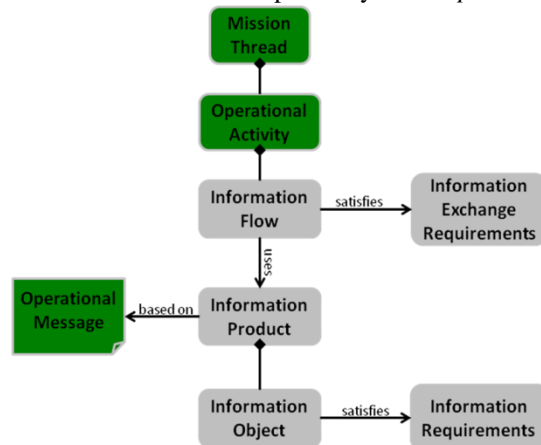 Mission
Thread
Operational
Activity
Information
Flow
satisfies
Information
Exchange
Requirements
uses
Operational
Message
based on
Information
Product
Information
Object
satisfies
Information
Requirements